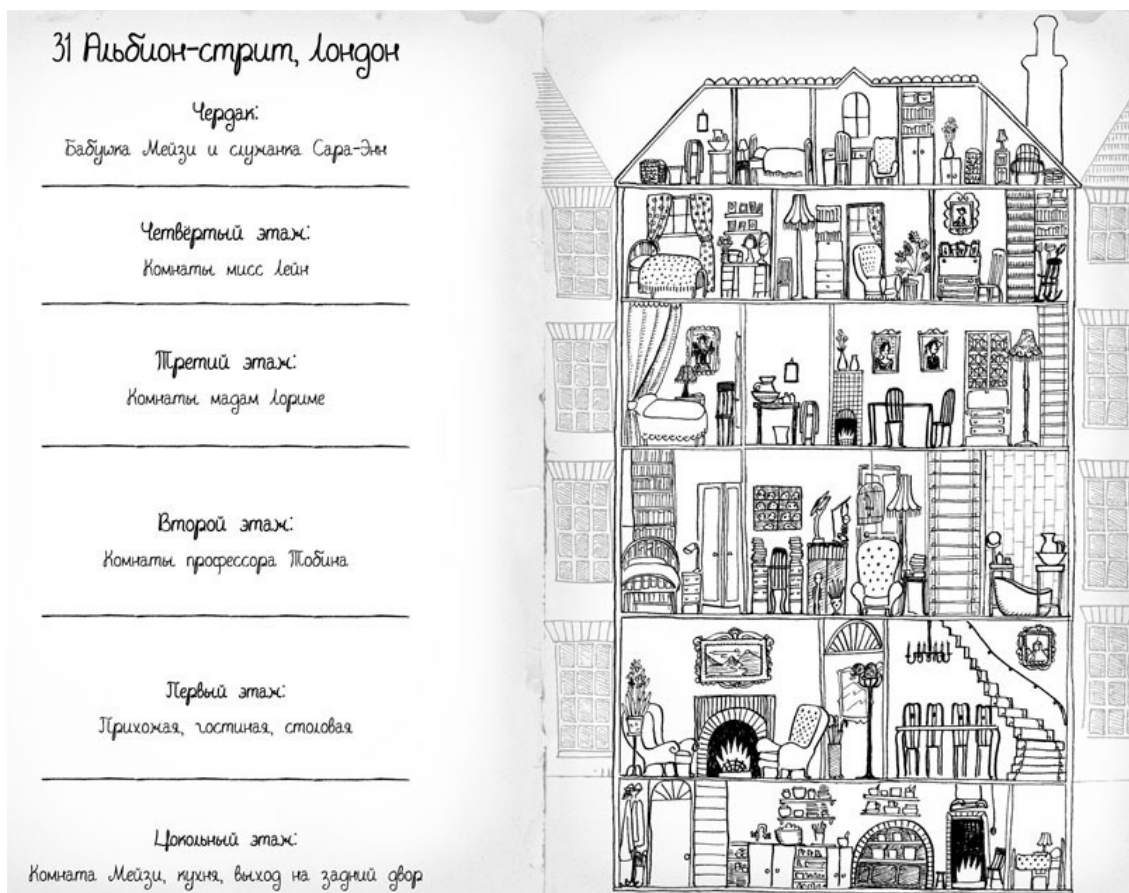 31 Альбион-стрит, Лондон
Чердак:
Бабушка Мейзи и служанка Сара-Энн
Четвёртый этаж:
Комнаты мисс Лейн
Третий этаж:
Комнаты мадам Лориме
Второй этаж:
Комнаты профессора Тобина
Первый этаж:
Прихожая, гостиная, столовая
Цокольный этаж:
Комната Мейзи, кухня, выход на задний двор